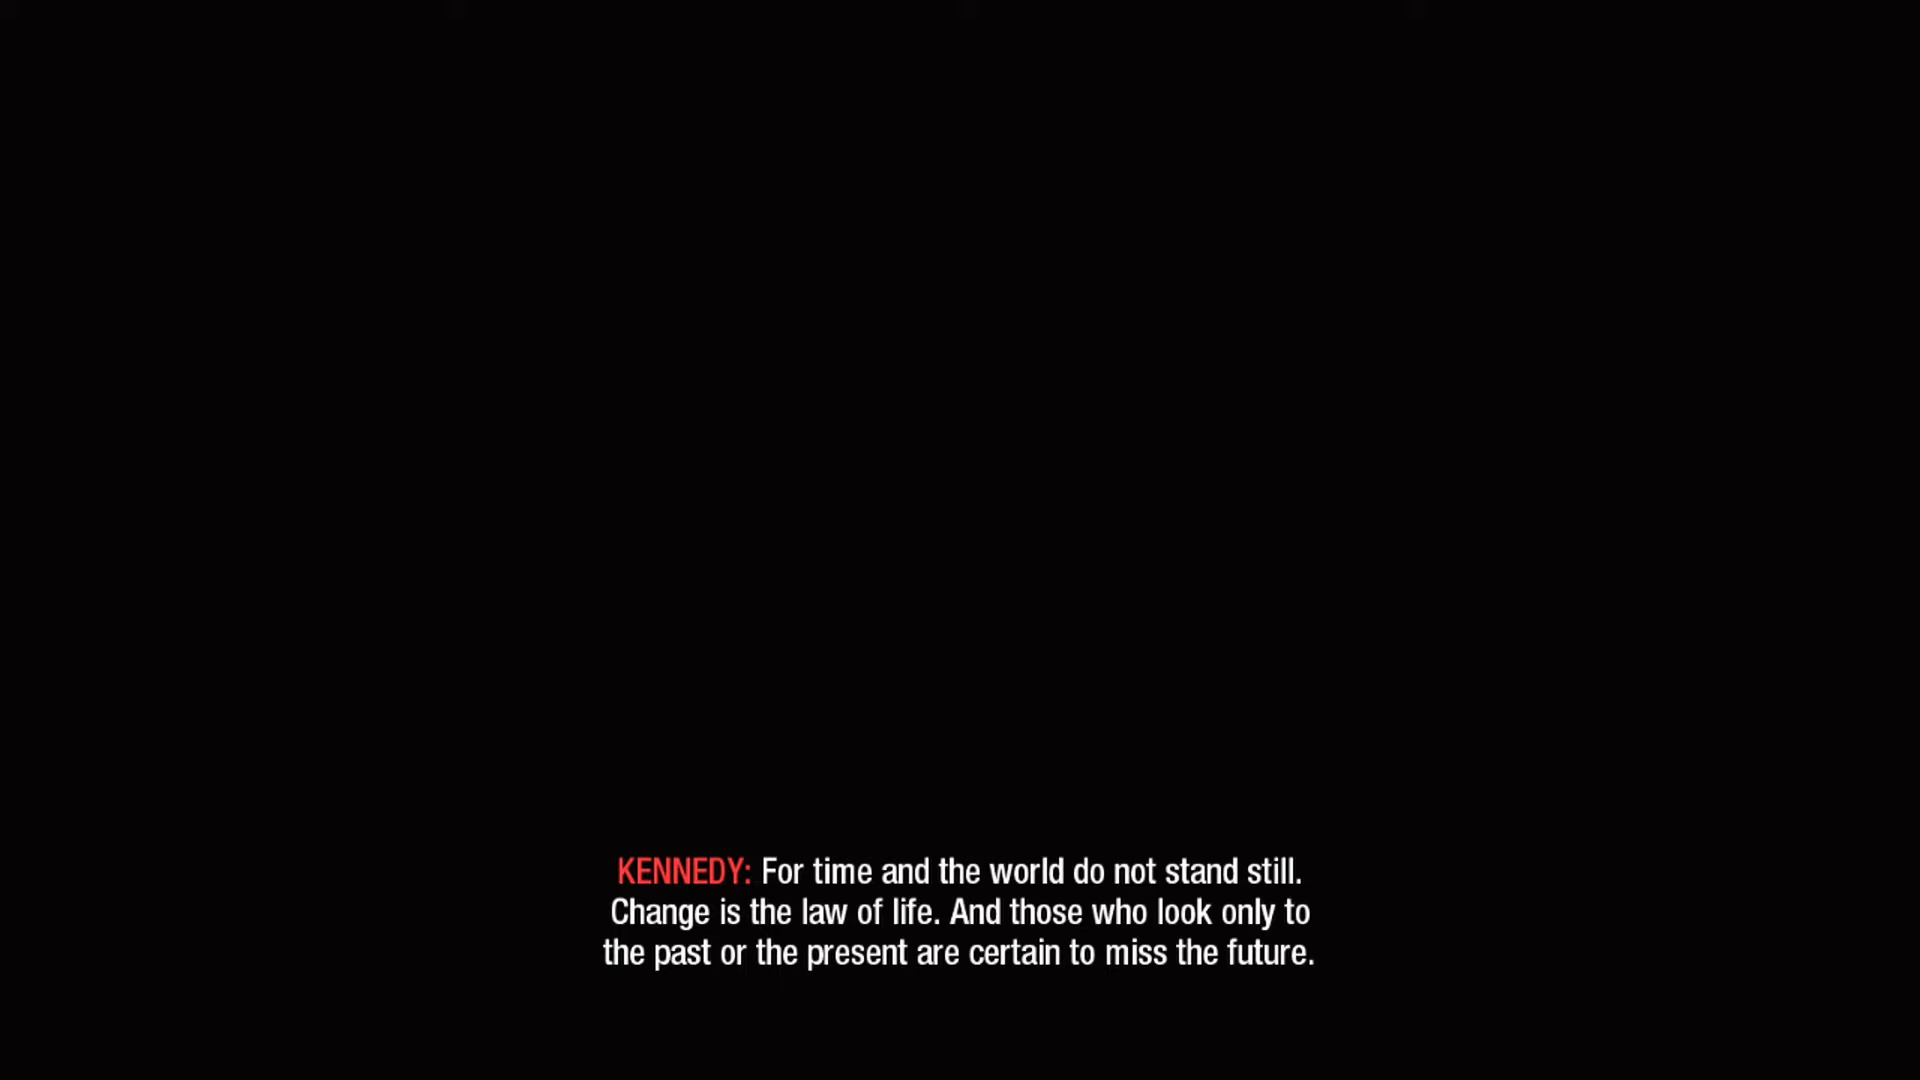 KENNEDY: For time and the world do not stand still.
Change is the law of life. And those who look only to
the past or the present are certain to miss the future.